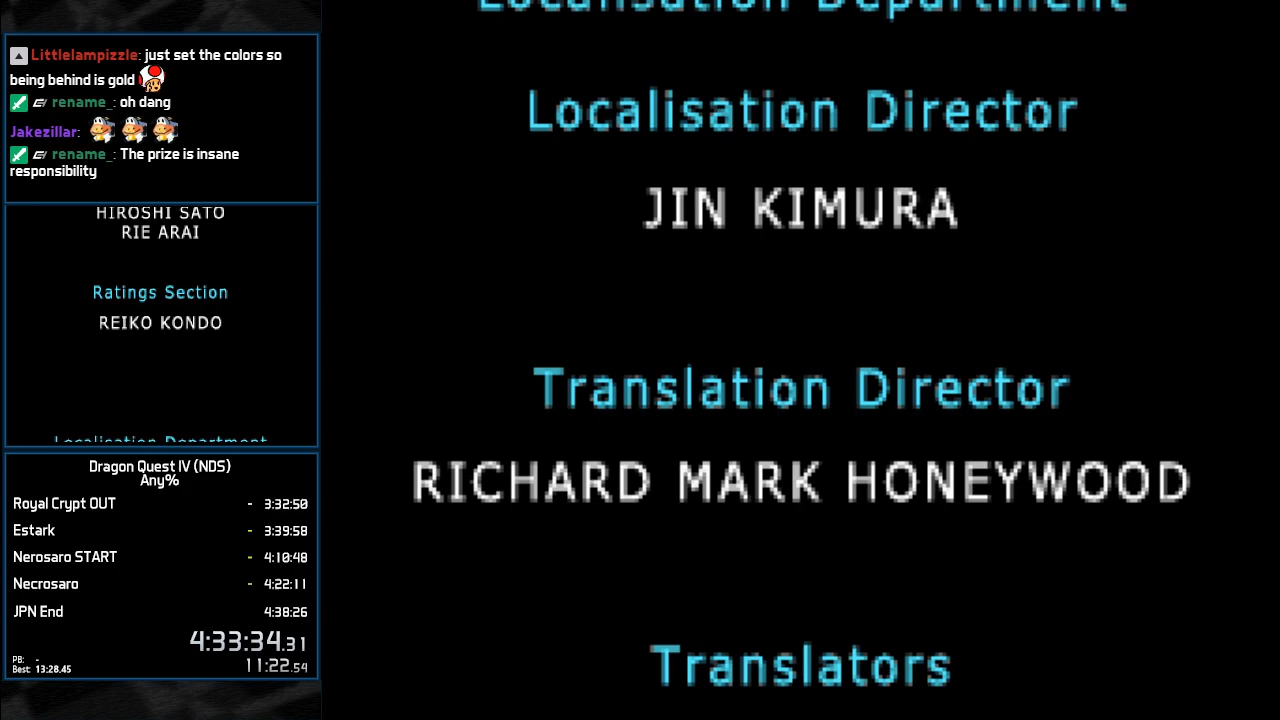 Littlelampizzle: just set the colors so
being behind is gold
rename_: oh dang
Jakezillar:
rename_: The prize is insane
responsibility
HIROSHI SATO
RIE ARAI
Ratings Section
REIKO KONDO
Localisation Department
Dragon Quest IV (NDS)
Any%
Royal Crypt OUT - 3:32:50
Estark - 3:39:58
Nerosaro START - 4:10:48
Necrosaro - 4:22:11
JPN End 4:38:26
4:33:34.31
PB: -
Best: 13:28.45
11:22.54
Localisation Department
Localisation Director
JIN KIMURA
Translation Director
RICHARD MARK HONEYWOOD
Translators